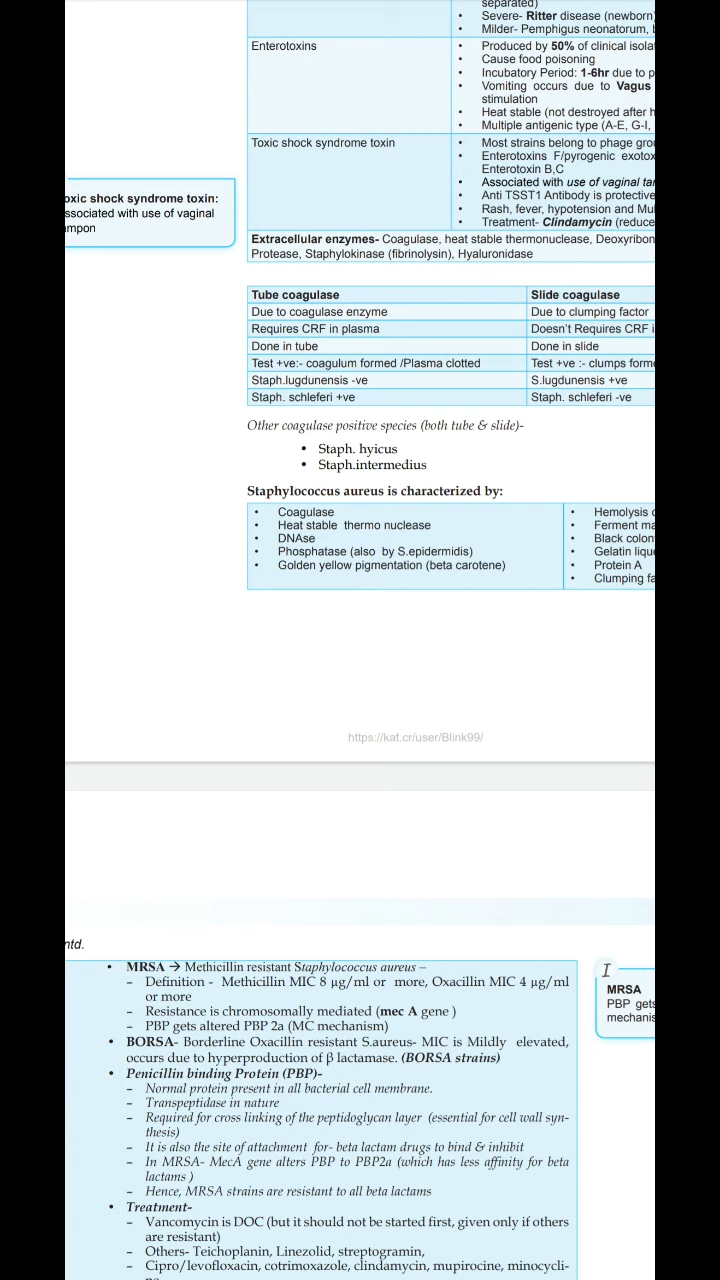 separated)
• Severe- Ritter disease (newborn)
• Milder- Pemphigus neonatorum,
Enterotoxins
• Produced by 50% of clinical
• Cause food poisoning
• Incubatory Period: 1-6hr due to
• Vomiting occurs due to Vagus
stimulation
• Heat stable (not destroyed after
• Multiple antigenic type (A-E, G-I,
Toxic shock syndrome toxin
• Most strains belong to phage
• Enterotoxins F/pyrogenic
Enterotoxin B,C
• Associated with use of vaginal
• Anti TSST1 Antibody is protective
• Rash, fever, hypotension and
• Treatment- Clindamycin (reduce
oxic shock syndrome toxin:
ssociated with use of vaginal
ampon
Extracellular enzymes- Coagulase, heat stable thermonuclease, Deoxyribon
Protease, Staphylokinase (fibrinolysin), Hyaluronidase
Tube coagulase Slide coagulase
Due to coagulase enzyme Due to clumping factor
Requires CRF in plasma Doesn't Requires CRF i
Done in tube Done in slide
Test +ve:- coagulum formed /Plasma clotted Test +ve :- clumps forme
Staph.lugdunensis -ve S.lugdunensis +ve
Staph. schleferi +ve Staph. schleferi -ve
Other coagulase positive species (both tube & slide)-
• Staph. hyicus
• Staph.intermedius
Staphylococcus aureus is characterized by:
• Coagulase
• Heat stable thermo nuclease
• DNAse
• Phosphatase (also by S.epidermidis)
• Golden yellow pigmentation (beta carotene)
• Hemolysis
• Ferment ma
• Black colon
• Gelatin lique
• Protein A
• Clumping fa
https://kat.cr/user/Blink99/
ntd.
• MRSA → Methicillin resistant Staphylococcus aureus –
– Definition - Methicillin MIC 8 µg/ml or more, Oxacillin MIC 4 µg/ml
or more
– Resistance is chromosomally mediated (mec A gene )
– PBP gets altered PBP 2a (MC mechanism)
• BORSA- Borderline Oxacillin resistant S.aureus- MIC is Mildly elevated,
occurs due to hyperproduction of β lactamase. (BORSA strains)
• Penicillin binding Protein (PBP)-
– Normal protein present in all bacterial cell membrane.
– Transpeptidase in nature
– Required for cross linking of the peptidoglycan layer (essential for cell wall syn-
thesis)
– It is also the site of attachment for- beta lactam drugs to bind & inhibit
– In MRSA- MecA gene alters PBP to PBP2a (which has less affinity for beta
lactams )
– Hence, MRSA strains are resistant to all beta lactams
• Treatment-
– Vancomycin is DOC (but it should not be started first, given only if others
are resistant)
– Others- Teichoplanin, Linezolid, streptogramin,
– Cipro/levofloxacin, cotrimoxazole, clindamycin, mupirocine, minocycli-
I
MRSA
PBP gets
mechanis